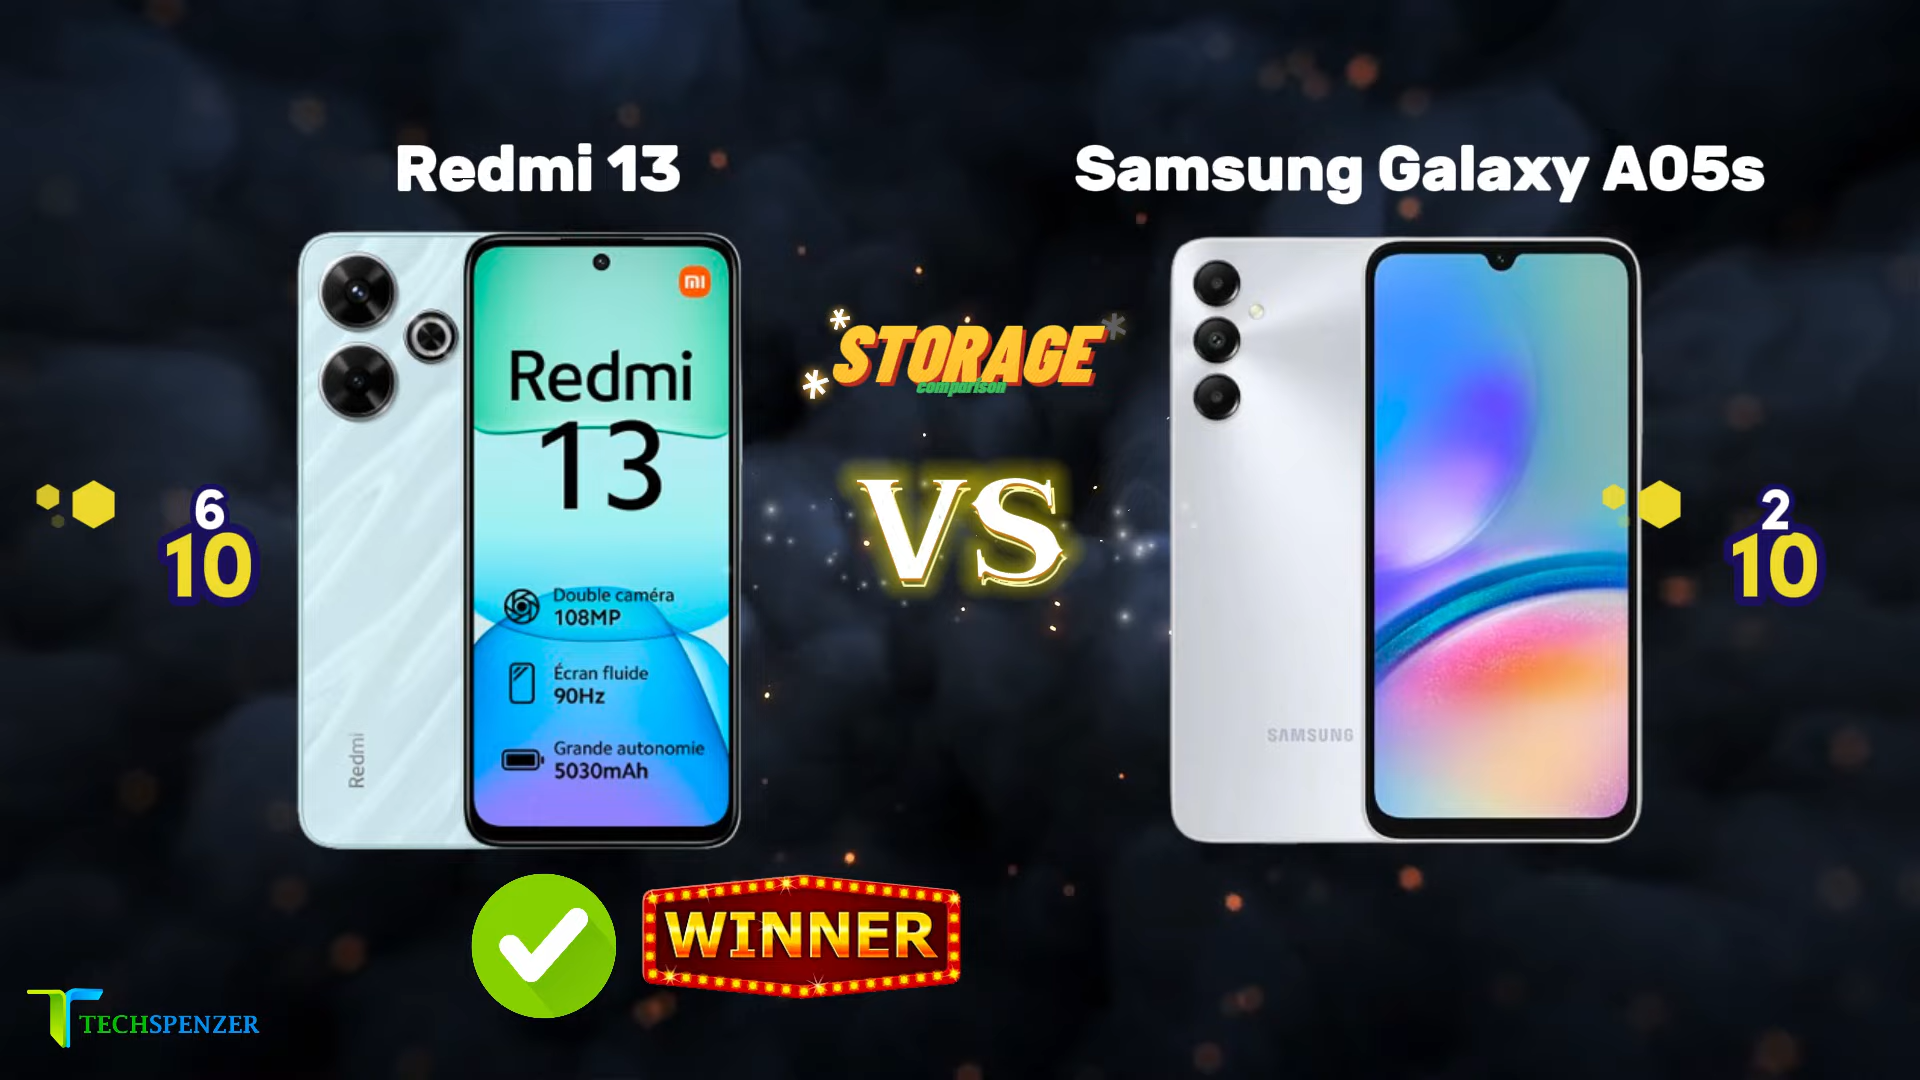 Redmi 13
Samsung Galaxy A05s
STORAGE
comparison
VS
6
10
2
10
mi
Redmi
13
Double caméra
108MP
Écran fluide
90Hz
Grande autonomie
5030mAh
Redmi
SAMSUNG
WINNER
TECHSPENZER